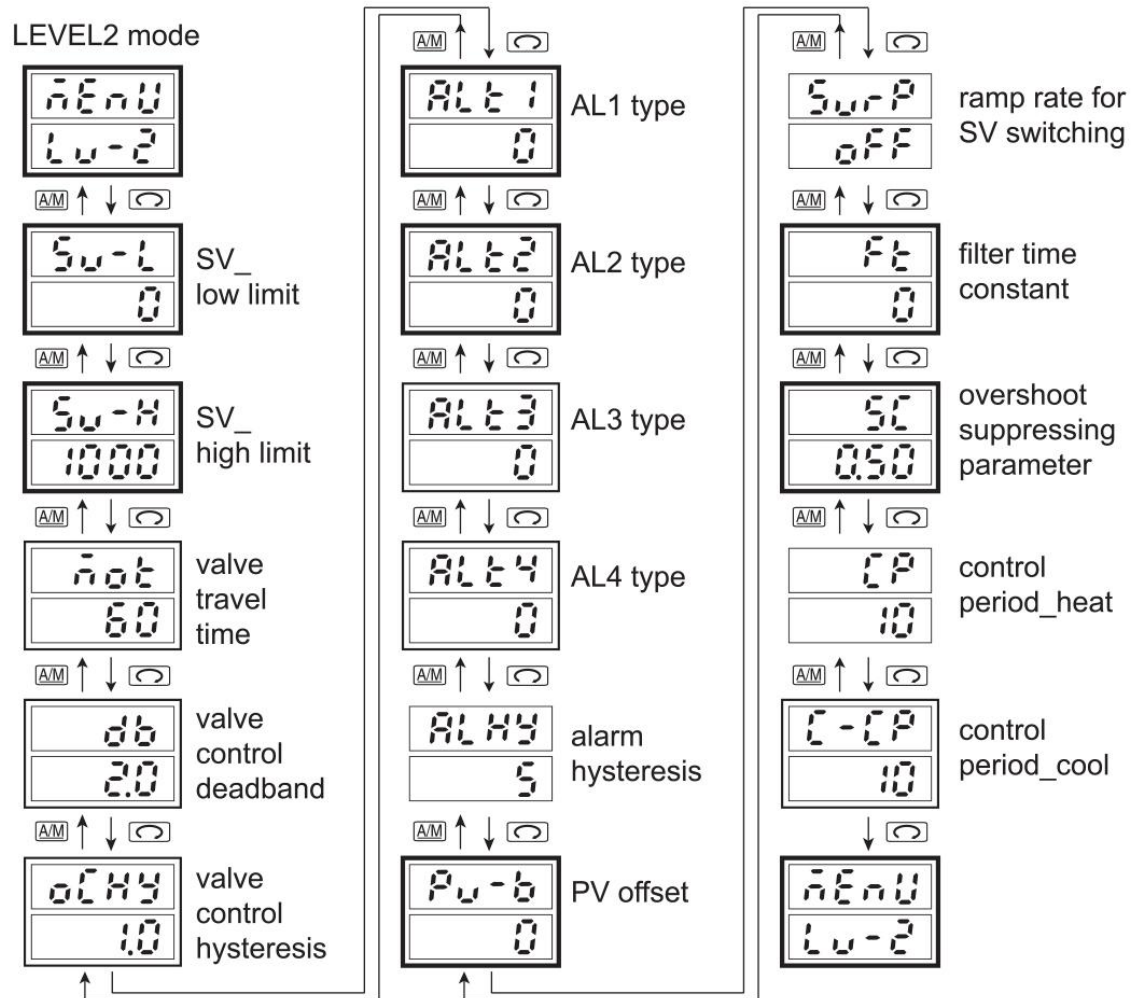 LEVEL2 mode
mEnU
Lv-2
A/M
Sv-L
0
SV_
low limit
A/M
Sv-H
1000
SV_
high limit
A/M
mot
60
valve
travel
time
A/M
db
2.0
valve
control
deadband
A/M
oCHy
1.0
valve
control
hysteresis
A/M
ALt1
0
AL1 type
A/M
ALt2
0
AL2 type
A/M
ALt3
0
AL3 type
A/M
ALt4
0
AL4 type
A/M
ALHy
5
alarm
hysteresis
A/M
Pv-b
0
PV offset
A/M
SvrP
oFF
ramp rate for
SV switching
A/M
Ft
0
filter time
constant
A/M
SC
0.50
overshoot
suppressing
parameter
A/M
CP
10
control
period_heat
A/M
C-CP
10
control
period_cool
mEnU
Lv-2